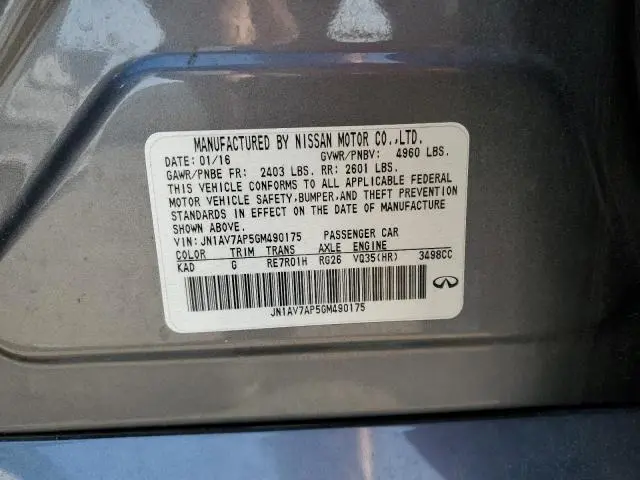 MANUFACTURED BY NISSAN MOTOR CO.,LTD.
DATE: 01/16 GVWR/PNBV: 4960 LBS.
GAWR/PNBE FR: 2403 LBS. RR: 2601 LBS.
THIS VEHICLE CONFORMS TO ALL APPLICABLE FEDERAL
MOTOR VEHICLE SAFETY,BUMPER,AND THEFT PREVENTION
STANDARDS IN EFFECT ON THE DATE OF MANUFACTURE
SHOWN ABOVE.
VIN: JN1AV7AP5GM490175 PASSENGER CAR
COLOR TRIM TRANS AXLE ENGINE
KAD G RE7R01H RG26 VQ35(HR) 3498CC
JN1AV7AP5GM490175